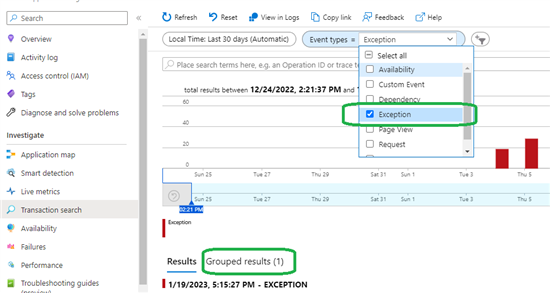 Search
Overview
Activity log
Access control (IAM)
Tags
Diagnose and solve problems
Investigate
Application map
Smart detection
Live metrics
Transaction search
Availability
Failures
Performance
Troubleshooting guides
(preview)
Refresh
Reset
View in Logs
Copy link
Feedback
Help
Local Time: Last 30 days (Automatic)
Event types = Exception
Select all
Availability
Custom Event
Dependency
Exception
Page View
Request
Place search terms here, e.g. an Operation ID or trace
total results between 12/24/2022, 2:21:37 PM and
60
40
20
0
Sun 25
Tue 27
Thu 29
Sat 31
Sun 1
Tue 3
Thu 5
Sun 25
Tue 27
Thu 29
Sat 31
Sun 1
Tue 3
Thu 5
02:21 PM
Exception
Results
Grouped results (1)
1/19/2023, 5:15:27 PM - EXCEPTION